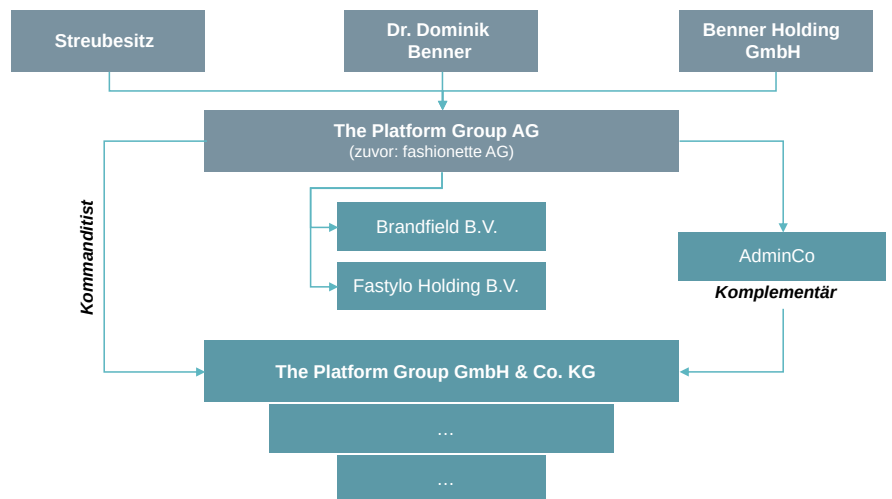 Streubesitz
Dr. Dominik
Benner
Benner Holding
GmbH
The Platform Group AG
(zuvor: fashionette AG)
Kommanditist
Brandfield B.V.
Fastylo Holding B.V.
AdminCo
Komplementär
The Platform Group GmbH & Co. KG
…
…